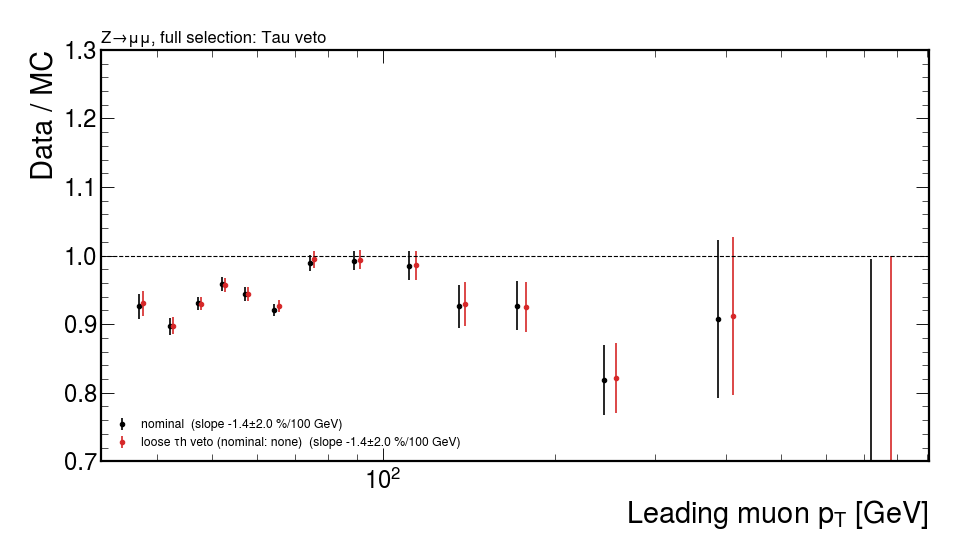 Z→μμ, full selection: Tau veto
Data / MC
1.3
1.2
1.1
1.0
0.9
0.8
0.7
nominal (slope -1.4±2.0 %/100 GeV)
loose τh veto (nominal: none) (slope -1.4±2.0 %/100 GeV)
10²
Leading muon p_T [GeV]